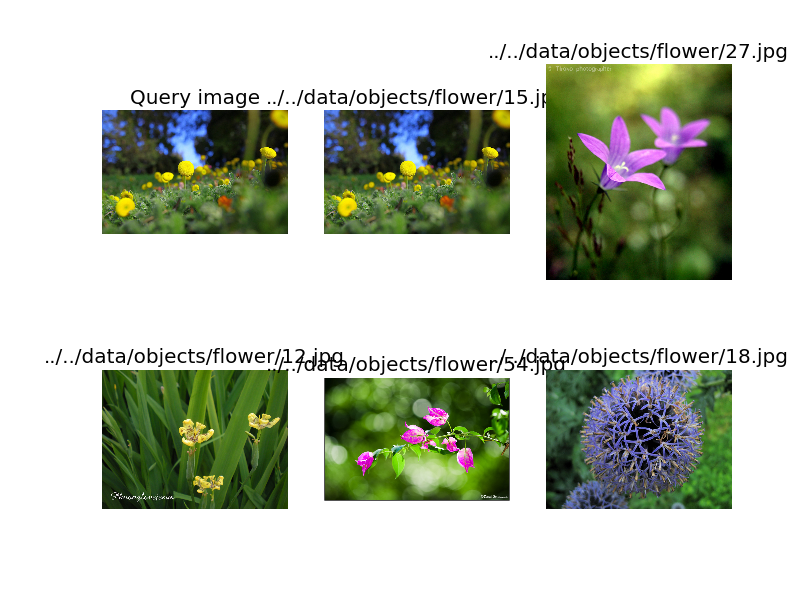 ../../data/objects/flower/27.jpg
Query image
../../data/objects/flower/15.jp
../../data/objects/flower/12.jpg
../../data/objects/flower/54.jpg
../../data/objects/flower/18.jpg